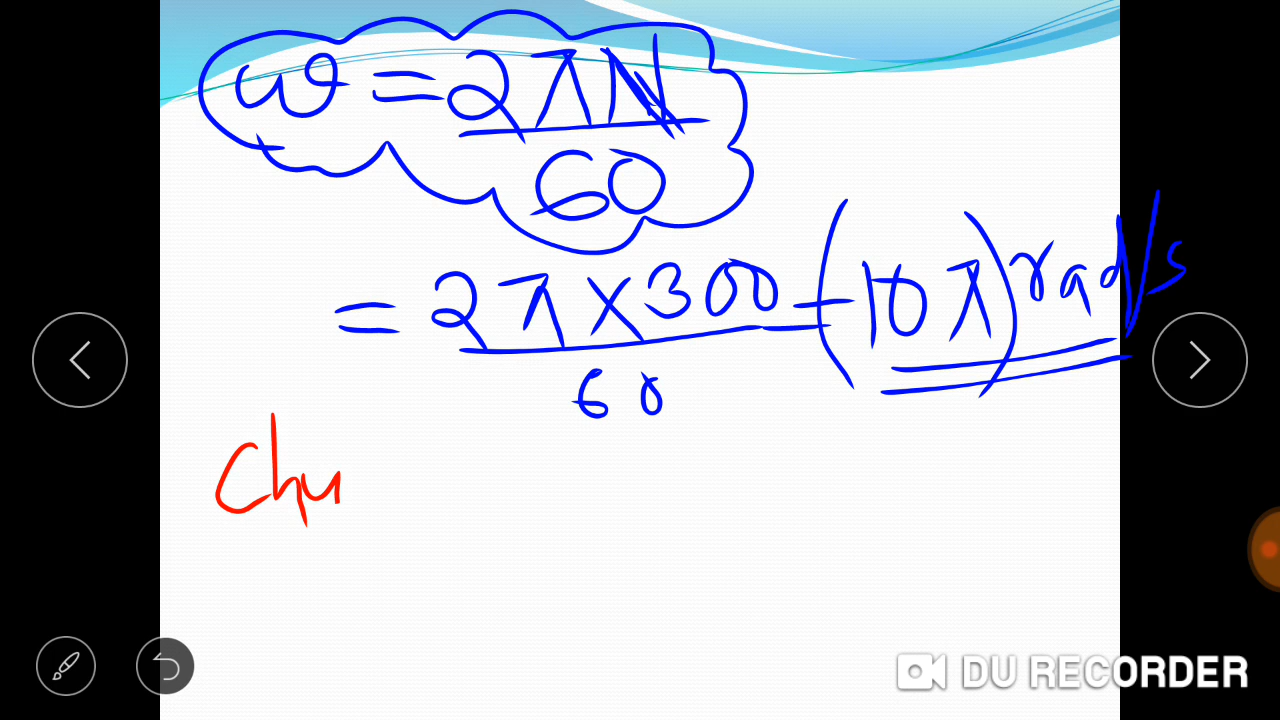 ω = 2πN
60
= 2π × 300 = (10π) rad/s
60
Chu
DU RECORDER